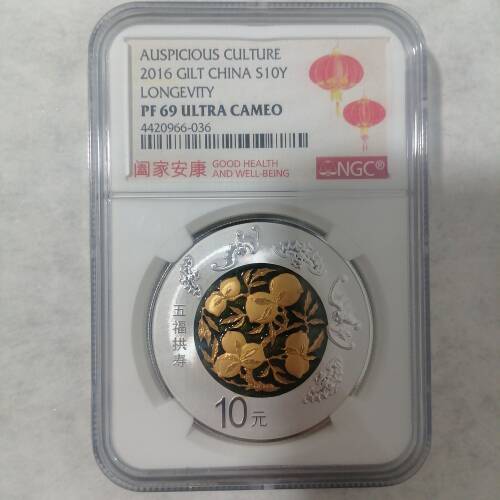 AUSPICIOUS CULTURE
2016 GILT CHINA S10Y
LONGEVITY
PF 69 ULTRA CAMEO
4420966-036
阖家安康 GOOD HEALTH
AND WELL-BEING
NGC®
五福拱寿
10元